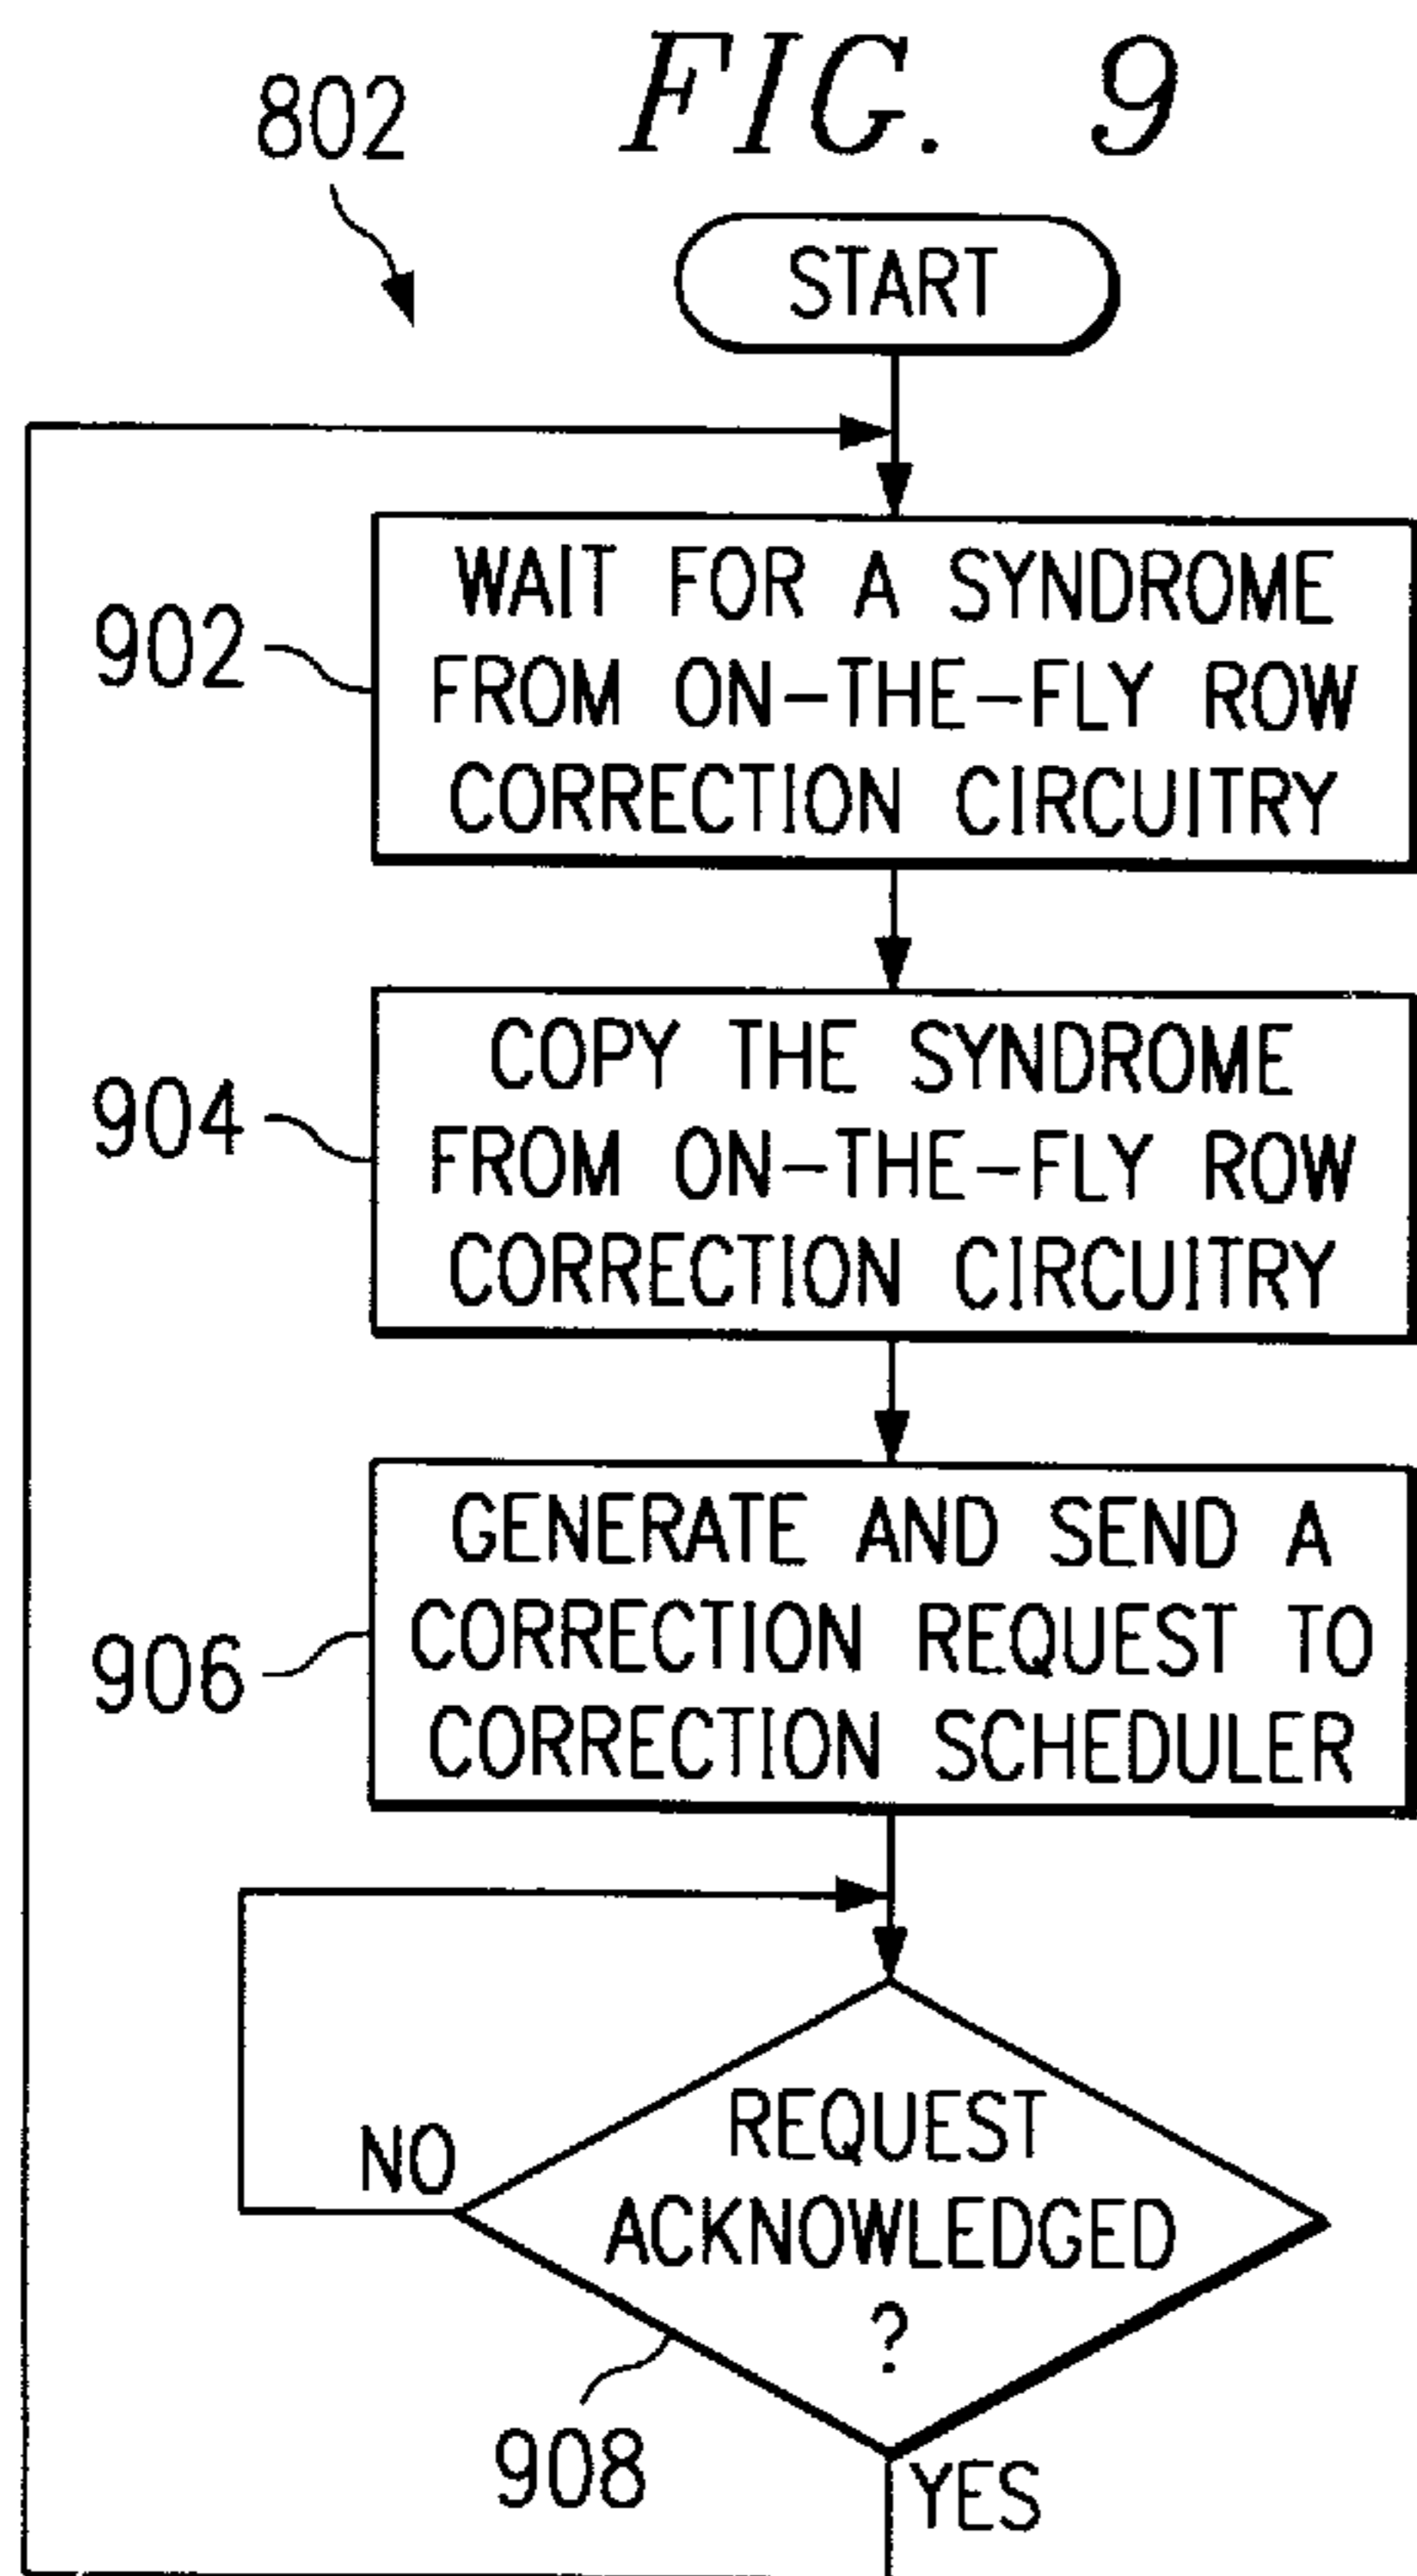 FIG. 9
802
START
902
WAIT FOR A SYNDROME
FROM ON-THE-FLY ROW
CORRECTION CIRCUITRY
904
COPY THE SYNDROME
FROM ON-THE-FLY ROW
CORRECTION CIRCUITRY
906
GENERATE AND SEND A
CORRECTION REQUEST TO
CORRECTION SCHEDULER
NO
REQUEST
ACKNOWLEDGED
?
908
YES